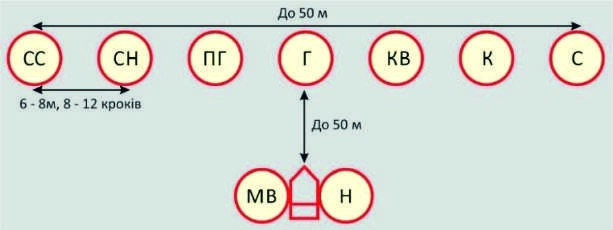 До 50 м
СС СН ПГ Г КВ К С
6 - 8м, 8 - 12 кроків
До 50 м
МВ Н